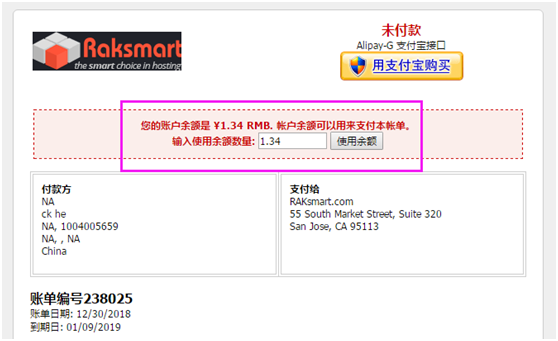 Raksmart
the smart choice in hosting
未付款
Alipay-G 支付宝接口
用支付宝购买
您的账户余额是 ¥1.34 RMB. 帐户余额可以用来支付本帐单。
输入使用余额数量: 1.34 使用余额
付款方
NA
ck he
NA, 1004005659
NA, , NA
China
支付给
RAKsmart.com
55 South Market Street, Suite 320
San Jose, CA 95113
账单编号238025
账单日期: 12/30/2018
到期日: 01/09/2019